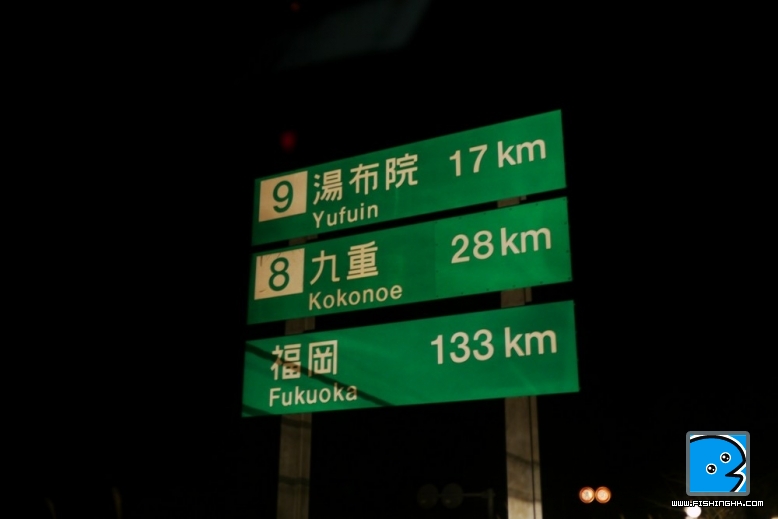 9 湯布院 17 km
Yufuin
8 九重 28 km
Kokonoe
福岡 133 km
Fukuoka
WWW.FISHINGHK.COM